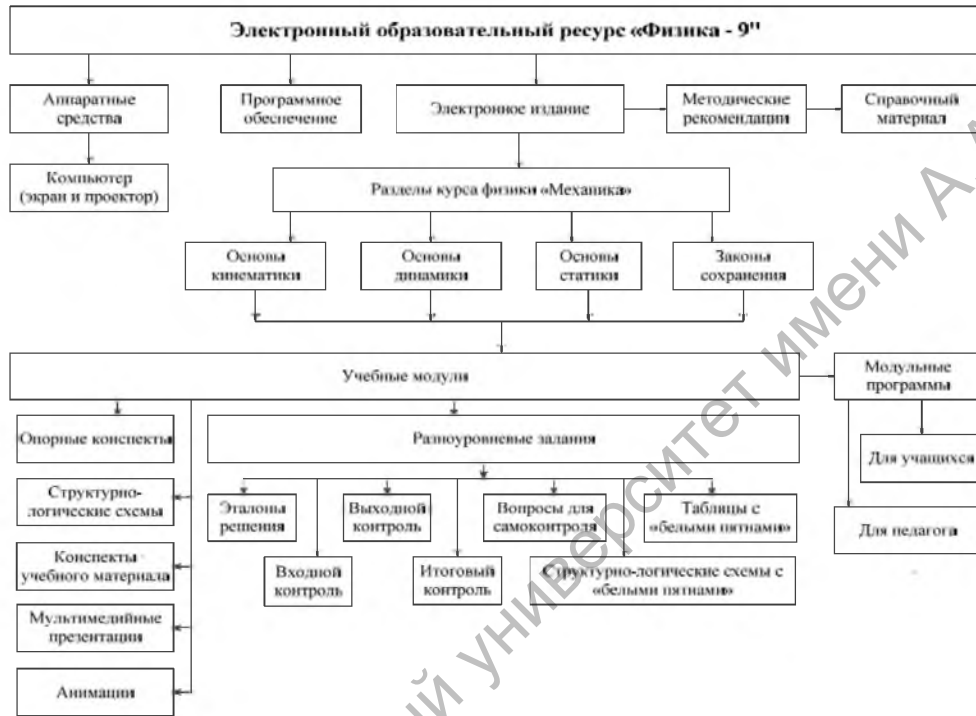 Электронный образовательный ресурс «Физика - 9"
Аппаратные
средства
Программное
обеспечение
Электронное издание
Методические
рекомендации
Справочный
материал
Компьютер
(экран и проектор)
Разделы курса физики «Механика»
Основы
кинематики
Основы
динамики
Основы
статики
Законы
сохранения
Учебные модули
Модульные
программы
Опорные конспекты
Разноуровневые задания
Для учащихся
Структурно-
логические схемы
Эталоны
решения
Выходной
контроль
Вопросы для
самоконтроля
Таблицы с
«белыми пятнами»
Для педагога
Конспекты
учебного материала
Входной
контроль
Итоговый
контроль
Структурно-логические схемы с
«белыми пятнами»
Мультимедийные
презентации
Анимации
ый университет имени А.